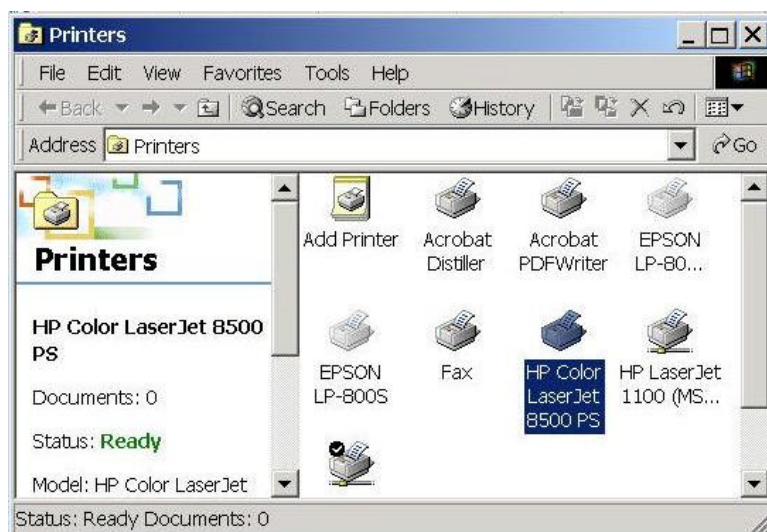 Printers
File Edit View Favorites Tools Help
Back Search Folders History
Address Printers Go
Printers
HP Color LaserJet 8500
PS
Documents: 0
Status: Ready
Model: HP Color LaserJet
Add Printer
Acrobat
Distiller
Acrobat
PDFWriter
EPSON
LP-80...
EPSON
LP-800S
Fax
HP Color
LaserJet
8500 PS
HP LaserJet
1100 (MS...
Status: Ready Documents: 0